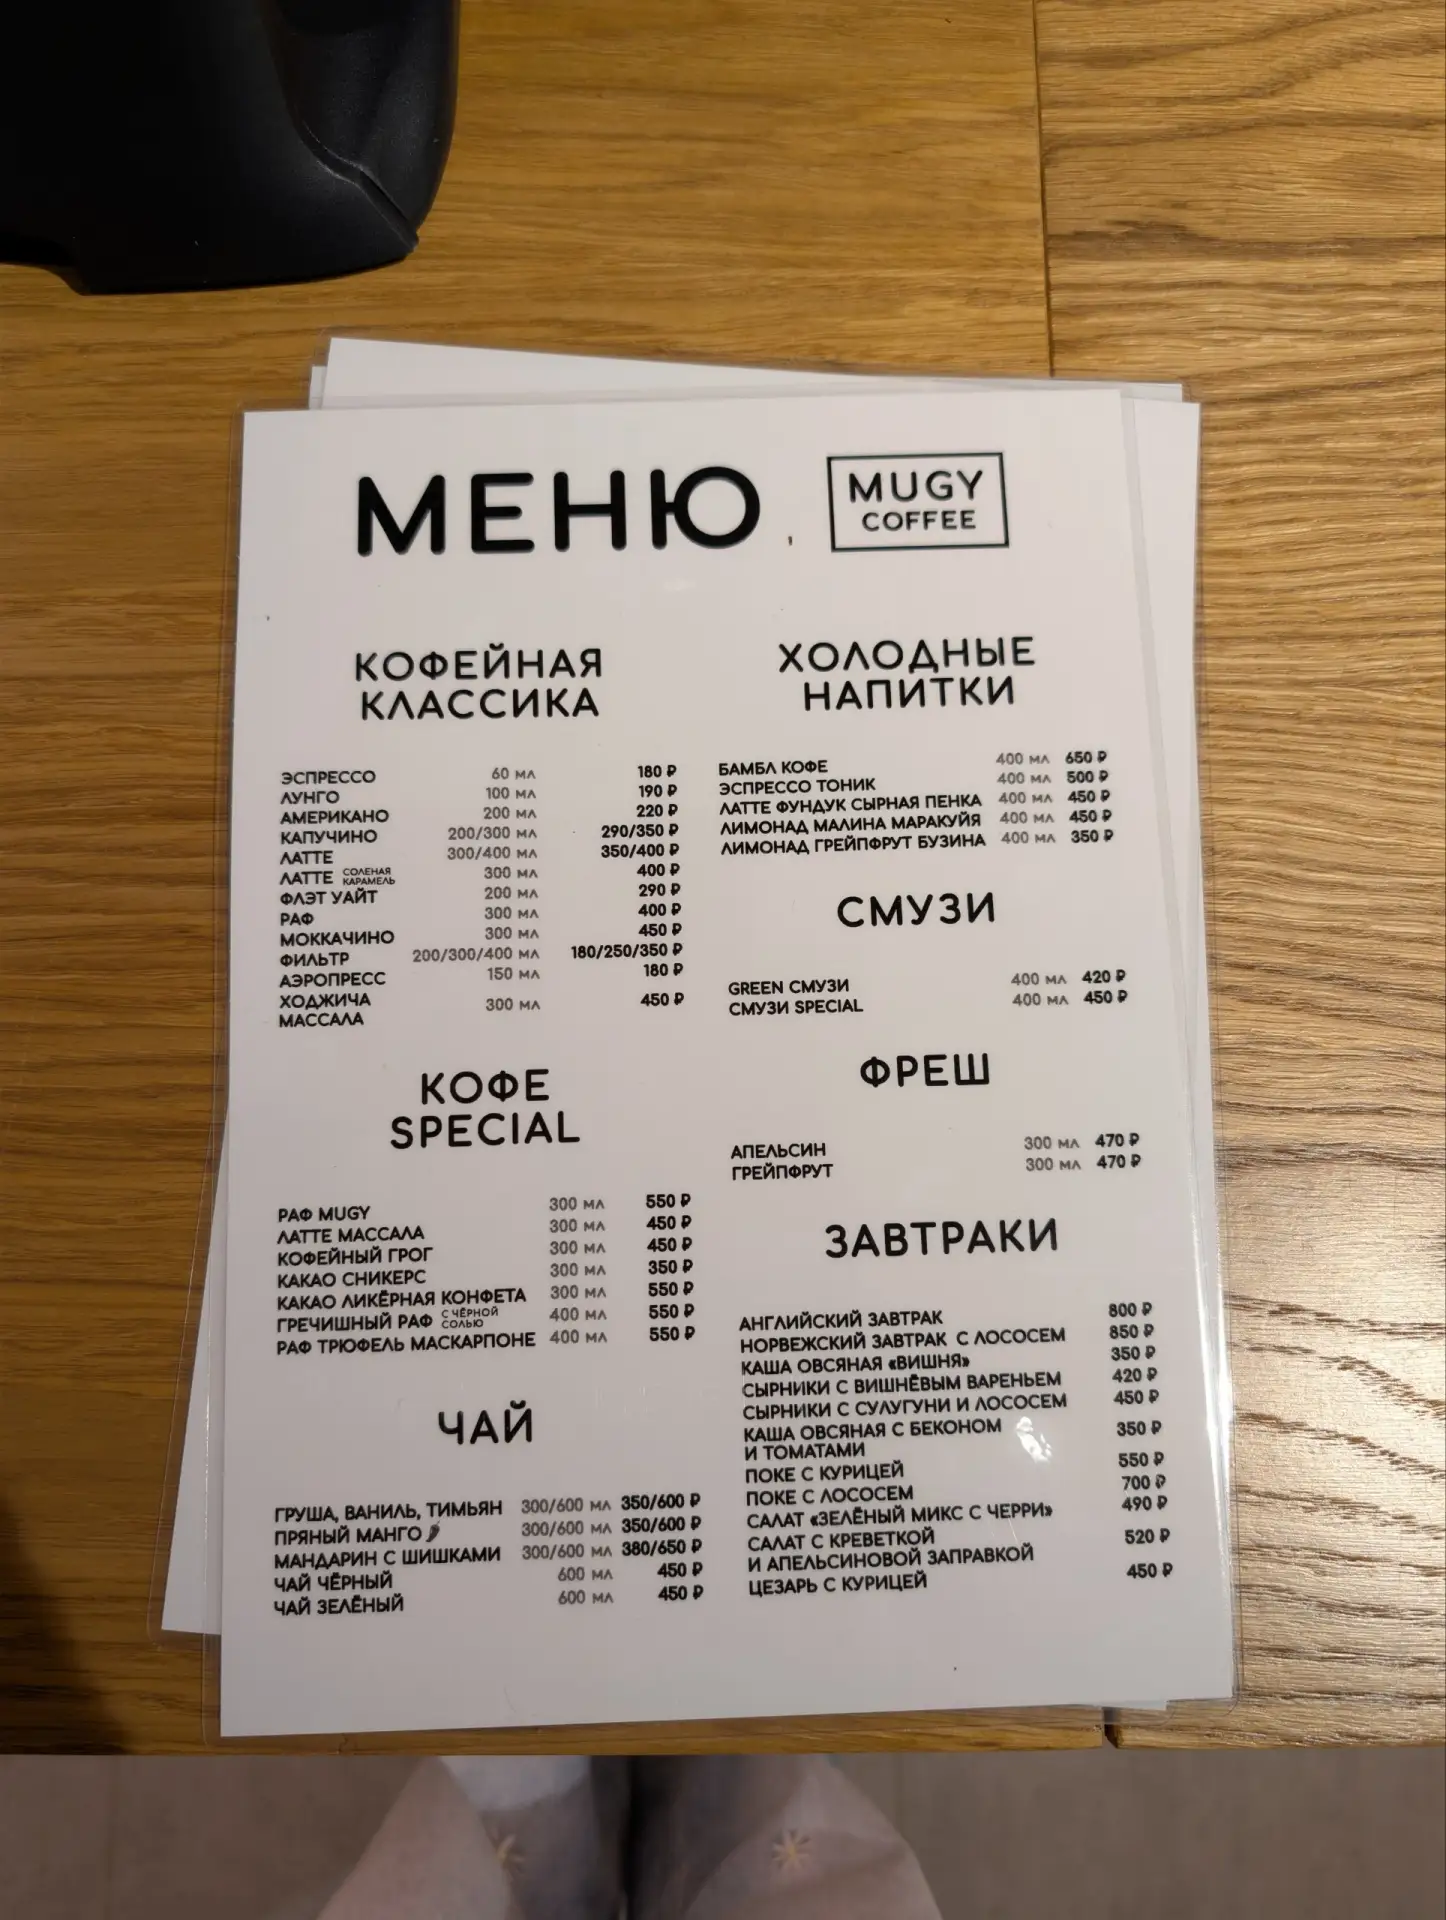 МЕНЮ
MUGY
COFFEE
КОФЕЙНАЯ
КЛАССИКА
ЭСПРЕССО 60 МЛ 180 ₽
ЛУНГО 100 МЛ 190 ₽
АМЕРИКАНО 200 МЛ 220 ₽
КАПУЧИНО 200/300 МЛ 290/350 ₽
ЛАТТЕ 300/400 МЛ 350/400 ₽
ЛАТТЕ СОЛЕНАЯ КАРАМЕЛЬ 300 МЛ 400 ₽
ФЛЭТ УАЙТ 200 МЛ 290 ₽
РАФ 300 МЛ 400 ₽
МОККАЧИНО 300 МЛ 450 ₽
ФИЛЬТР 200/300/400 МЛ 180/250/350 ₽
АЭРОПРЕСС 150 МЛ 180 ₽
ХОДЖИЧА
МАССАЛА 300 МЛ 450 ₽
КОФЕ
SPECIAL
РАФ MUGY 300 МЛ 550 ₽
ЛАТТЕ МАССАЛА 300 МЛ 450 ₽
КОФЕЙНЫЙ ГРОГ 300 МЛ 450 ₽
КАКАО СНИКЕРС 300 МЛ 350 ₽
КАКАО ЛИКЁРНАЯ КОНФЕТА 300 МЛ 550 ₽
ГРЕЧИШНЫЙ РАФ С ЧЁРНОЙ СОЛЬЮ 400 МЛ 550 ₽
РАФ ТРЮФЕЛЬ МАСКАРПОНЕ 400 МЛ 550 ₽
ЧАЙ
ГРУША, ВАНИЛЬ, ТИМЬЯН 300/600 МЛ 350/600 ₽
ПРЯНЫЙ МАНГО 300/600 МЛ 350/600 ₽
МАНДАРИН С ШИШКАМИ 300/600 МЛ 380/650 ₽
ЧАЙ ЧЁРНЫЙ 600 МЛ 450 ₽
ЧАЙ ЗЕЛЁНЫЙ 600 МЛ 450 ₽
ХОЛОДНЫЕ
НАПИТКИ
БАМБЛ КОФЕ 400 МЛ 650 ₽
ЭСПРЕССО ТОНИК 400 МЛ 500 ₽
ЛАТТЕ ФУНДУК СЫРНАЯ ПЕНКА 400 МЛ 450 ₽
ЛИМОНАД МАЛИНА МАРАКУЙЯ 400 МЛ 450 ₽
ЛИМОНАД ГРЕЙПФРУТ БУЗИНА 400 МЛ 350 ₽
СМУЗИ
GREEN СМУЗИ 400 МЛ 420 ₽
СМУЗИ SPECIAL 400 МЛ 450 ₽
ФРЕШ
АПЕЛЬСИН 300 МЛ 470 ₽
ГРЕЙПФРУТ 300 МЛ 470 ₽
ЗАВТРАКИ
АНГЛИЙСКИЙ ЗАВТРАК 800 ₽
НОРВЕЖСКИЙ ЗАВТРАК С ЛОСОСЕМ 850 ₽
КАША ОВСЯНАЯ «ВИШНЯ» 350 ₽
СЫРНИКИ С ВИШНЁВЫМ ВАРЕНЬЕМ 420 ₽
СЫРНИКИ С СУЛУГУНИ И ЛОСОСЕМ 450 ₽
КАША ОВСЯНАЯ С БЕКОНОМ
И ТОМАТАМИ 350 ₽
ПОКЕ С КУРИЦЕЙ 550 ₽
ПОКЕ С ЛОСОСЕМ 700 ₽
САЛАТ «ЗЕЛЁНЫЙ МИКС С ЧЕРРИ» 490 ₽
САЛАТ С КРЕВЕТКОЙ
И АПЕЛЬСИНОВОЙ ЗАПРАВКОЙ 520 ₽
ЦЕЗАРЬ С КУРИЦЕЙ 450 ₽